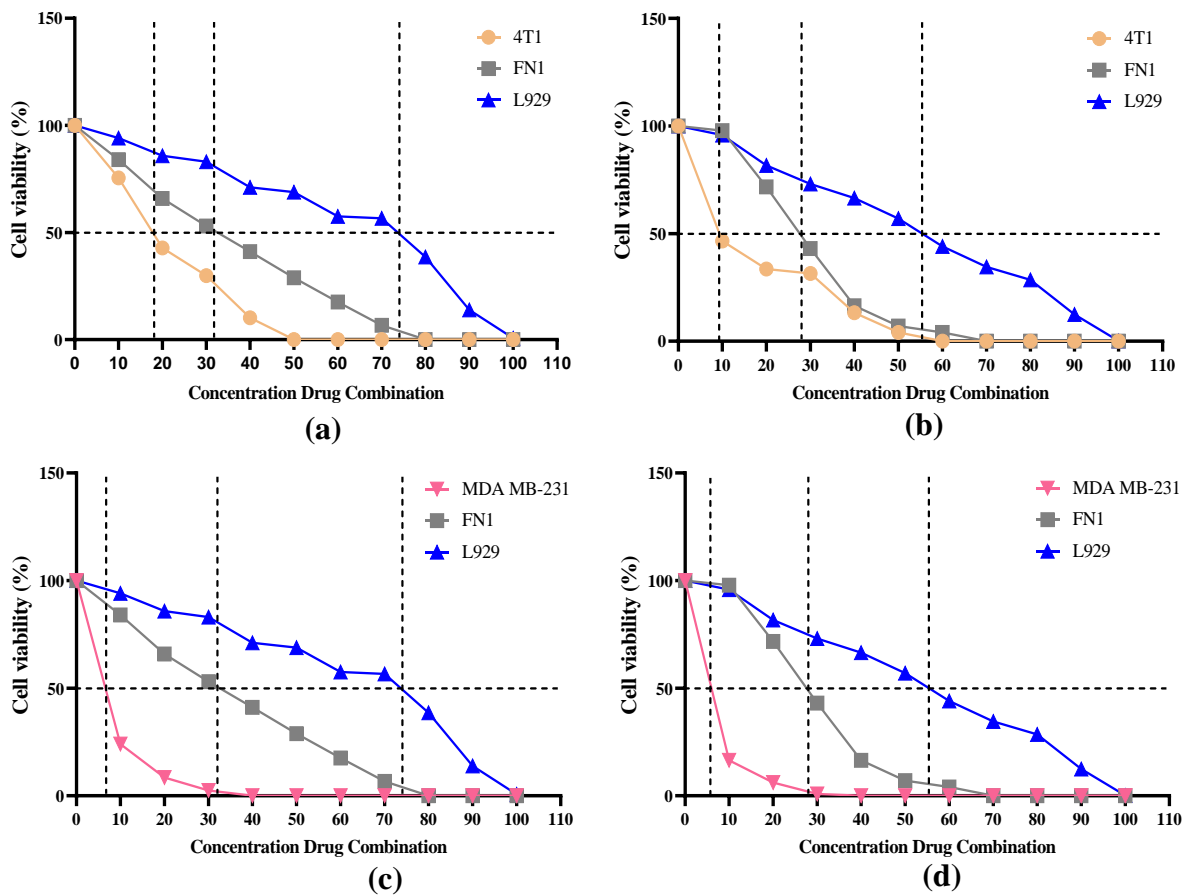 150
100
50
0
Cell viability (%)
4T1
FN1
L929
0 10 20 30 40 50 60 70 80 90 100 110
Concentration Drug Combination
(a)
150
100
50
0
Cell viability (%)
4T1
FN1
L929
0 10 20 30 40 50 60 70 80 90 100 110
Concentration Drug Combination
(b)
150
100
50
0
Cell viability (%)
MDA MB-231
FN1
L929
0 10 20 30 40 50 60 70 80 90 100 110
Concentration Drug Combination
(c)
150
100
50
0
Cell viability (%)
MDA MB-231
FN1
L929
0 10 20 30 40 50 60 70 80 90 100 110
Concentration Drug Combination
(d)